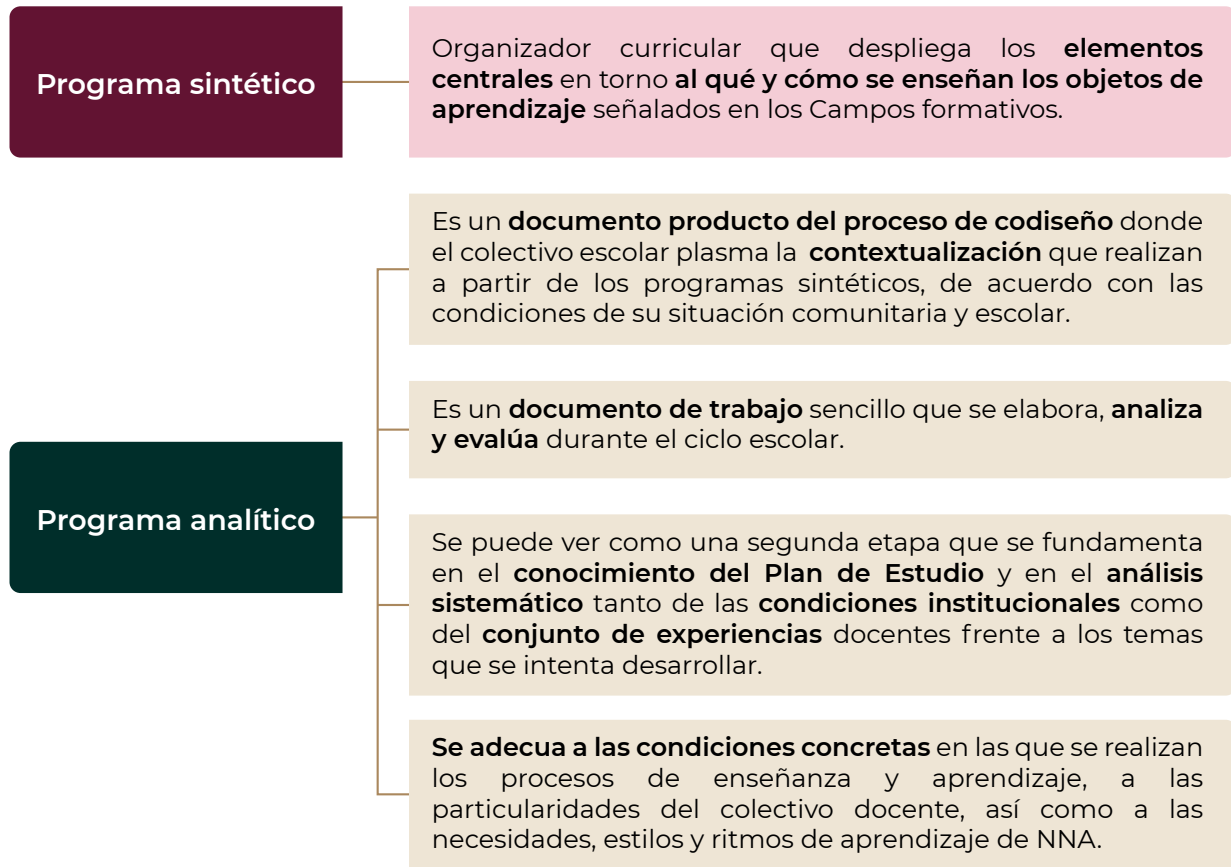 Programa sintético
Organizador curricular que despliega los elementos
centrales en torno al qué y cómo se enseñan los objetos de
aprendizaje señalados en los Campos formativos.
Es un documento producto del proceso de codiseño donde
el colectivo escolar plasma la contextualización que realizan
a partir de los programas sintéticos, de acuerdo con las
condiciones de su situación comunitaria y escolar.
Es un documento de trabajo sencillo que se elabora, analiza
y evalúa durante el ciclo escolar.
Programa analítico
Se puede ver como una segunda etapa que se fundamenta
en el conocimiento del Plan de Estudio y en el análisis
sistemático tanto de las condiciones institucionales como
del conjunto de experiencias docentes frente a los temas
que se intenta desarrollar.
Se adecua a las condiciones concretas en las que se realizan
los procesos de enseñanza y aprendizaje, a las
particularidades del colectivo docente, así como a las
necesidades, estilos y ritmos de aprendizaje de NNA.